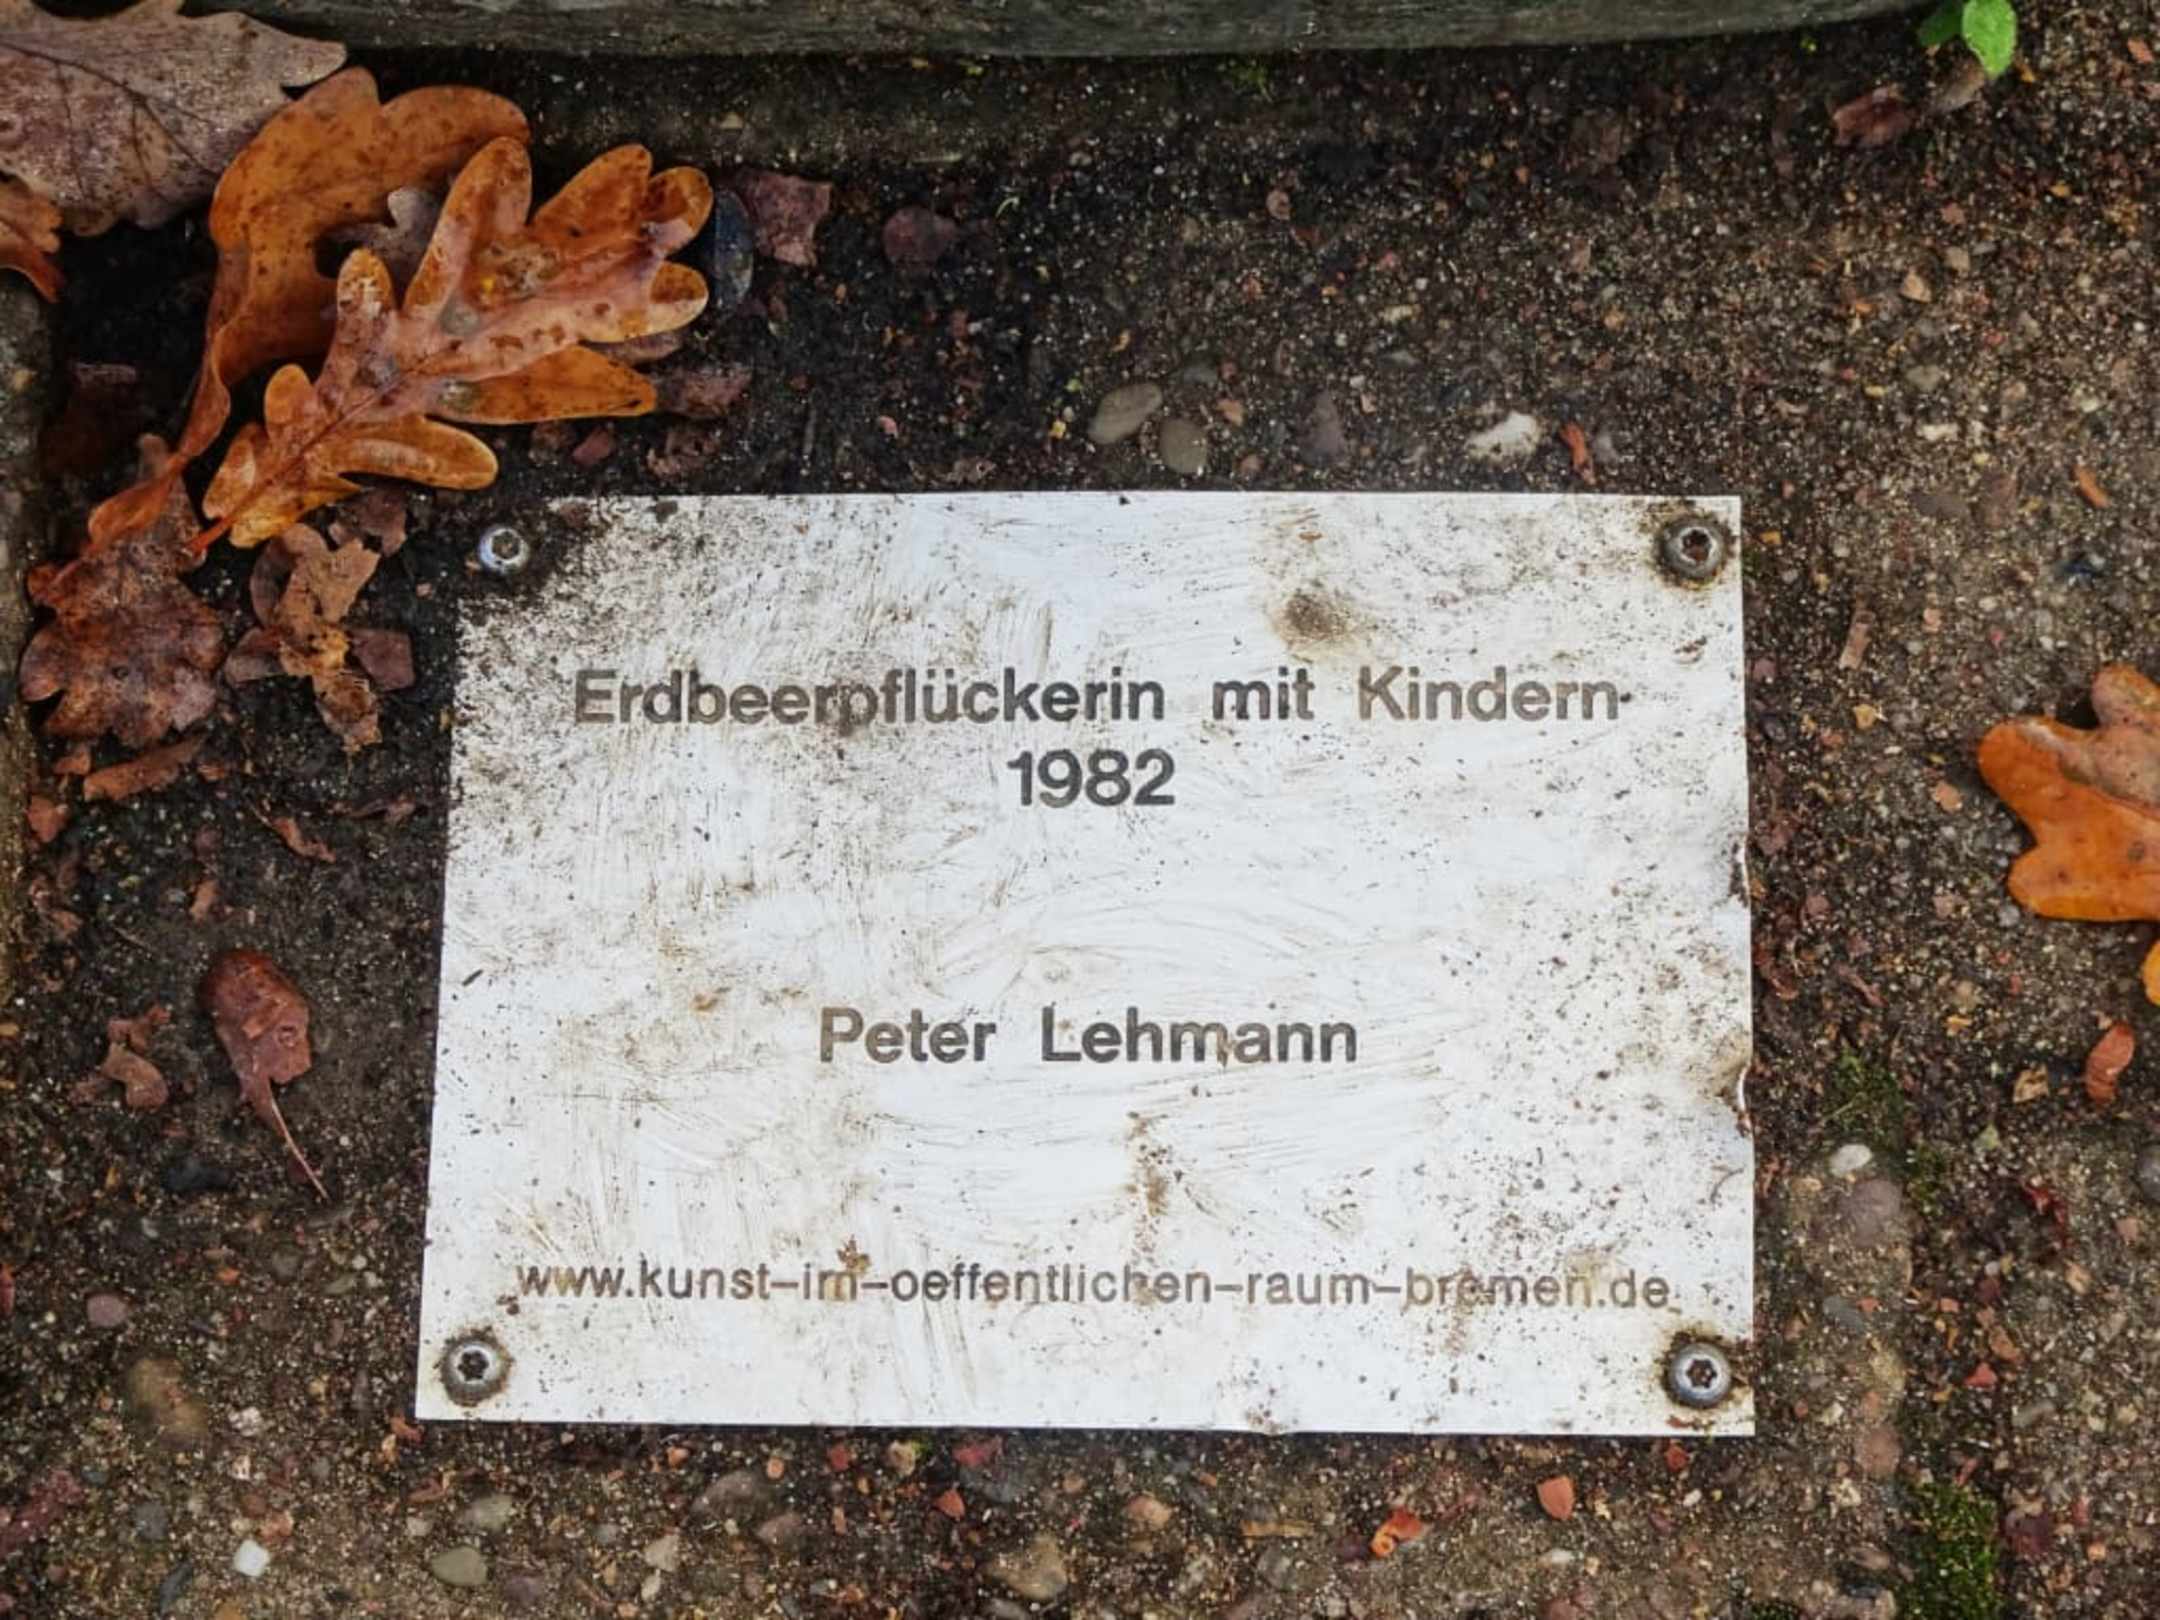 Erdbeerpflückerin mit Kindern
1982
Peter Lehmann
www.kunst-im-oeffentlichen-raum-bremen.de